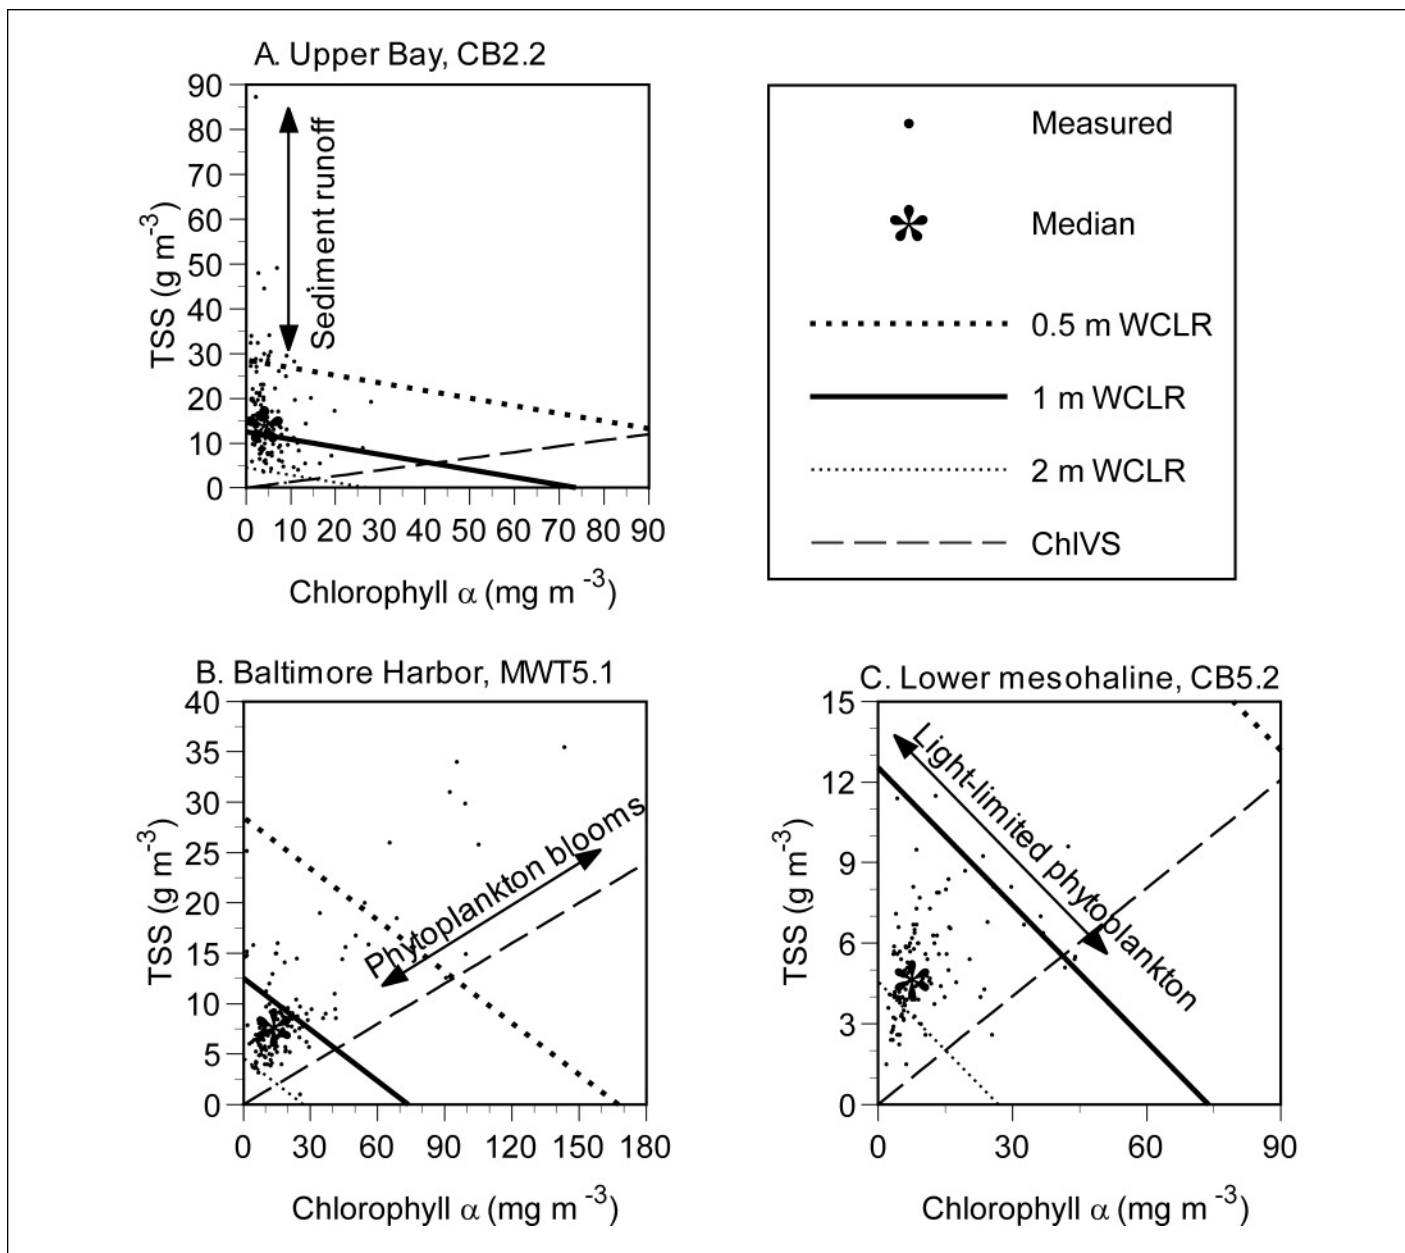 A. Upper Bay, CB2.2
90
80
70
60
50
40
30
20
10
0
TSS (g m-3)
Sediment runoff
0 10 20 30 40 50 60 70 80 90
Chlorophyll α (mg m -3)
Measured
Median
0.5 m WCLR
1 m WCLR
2 m WCLR
ChlVS
B. Baltimore Harbor, MWT5.1
40
35
30
25
20
15
10
5
0
TSS (g m-3)
Phytoplankton blooms
0 30 60 90 120 150 180
Chlorophyll α (mg m -3)
C. Lower mesohaline, CB5.2
15
12
9
6
3
0
TSS (g m-3)
Light-limited phytoplankton
0 30 60 90
Chlorophyll α (mg m -3)